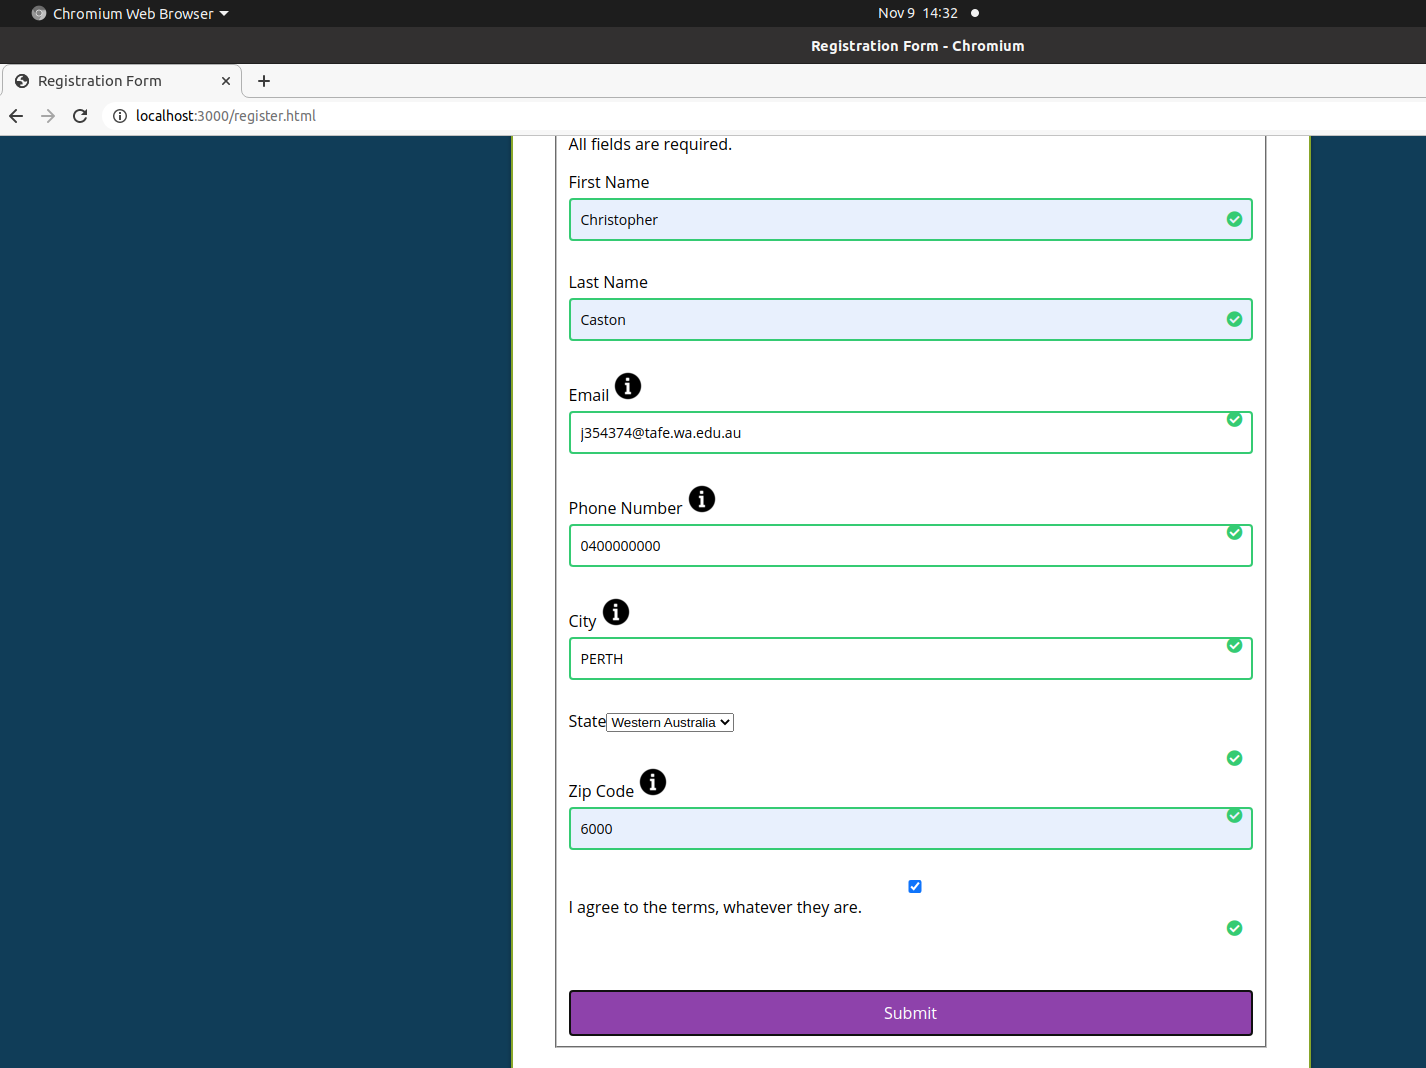 Chromium Web Browser
Nov 9 14:32
Registration Form - Chromium
Registration Form
localhost:3000/register.html
All fields are required.
First Name
Christopher
Last Name
Caston
Email
j354374@tafe.wa.edu.au
Phone Number
0400000000
City
PERTH
State Western Australia
Zip Code
6000
I agree to the terms, whatever they are.
Submit